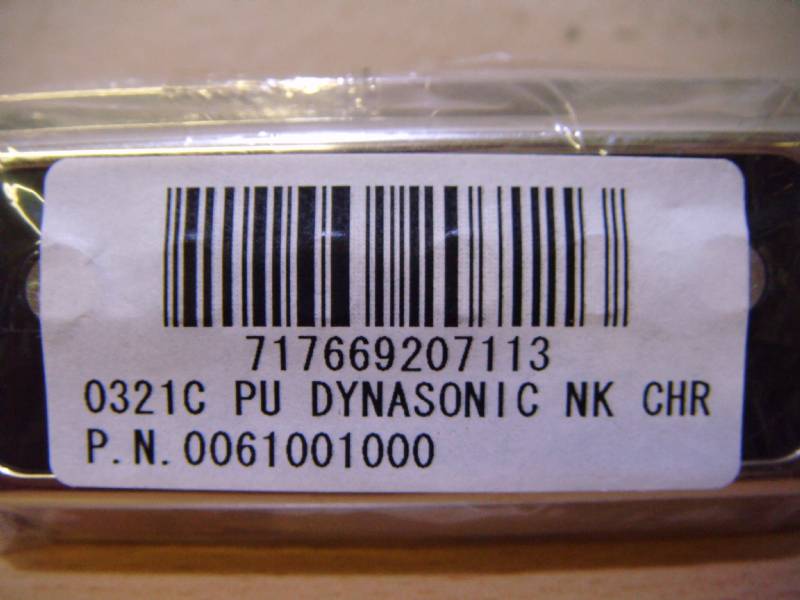 717669207113
0321C PU DYNASONIC NK CHR
P.N.0061001000